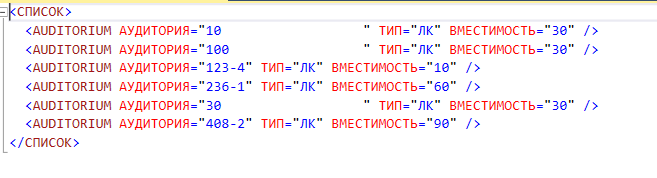 <СПИСОК>
<AUDITORIUM АУДИТОРИЯ="10                  " ТИП="ЛК" ВМЕСТИМОСТЬ="30" />
<AUDITORIUM АУДИТОРИЯ="100                 " ТИП="ЛК" ВМЕСТИМОСТЬ="30" />
<AUDITORIUM АУДИТОРИЯ="123-4" ТИП="ЛК" ВМЕСТИМОСТЬ="10" />
<AUDITORIUM АУДИТОРИЯ="236-1" ТИП="ЛК" ВМЕСТИМОСТЬ="60" />
<AUDITORIUM АУДИТОРИЯ="30                  " ТИП="ЛК" ВМЕСТИМОСТЬ="30" />
<AUDITORIUM АУДИТОРИЯ="408-2" ТИП="ЛК" ВМЕСТИМОСТЬ="90" />
</СПИСОК>